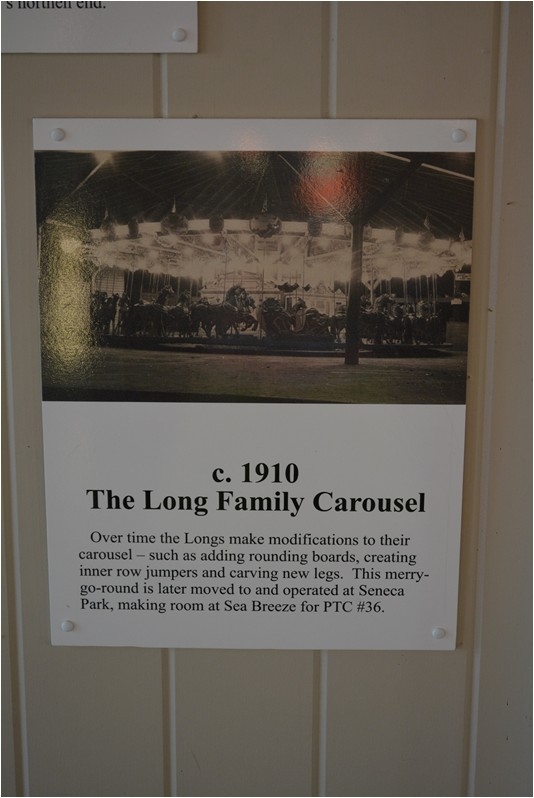 's northen end.
c. 1910
The Long Family Carousel
Over time the Longs make modifications to their
carousel – such as adding rounding boards, creating
inner row jumpers and carving new legs.  This merry-
go-round is later moved to and operated at Seneca
Park, making room at Sea Breeze for PTC #36.